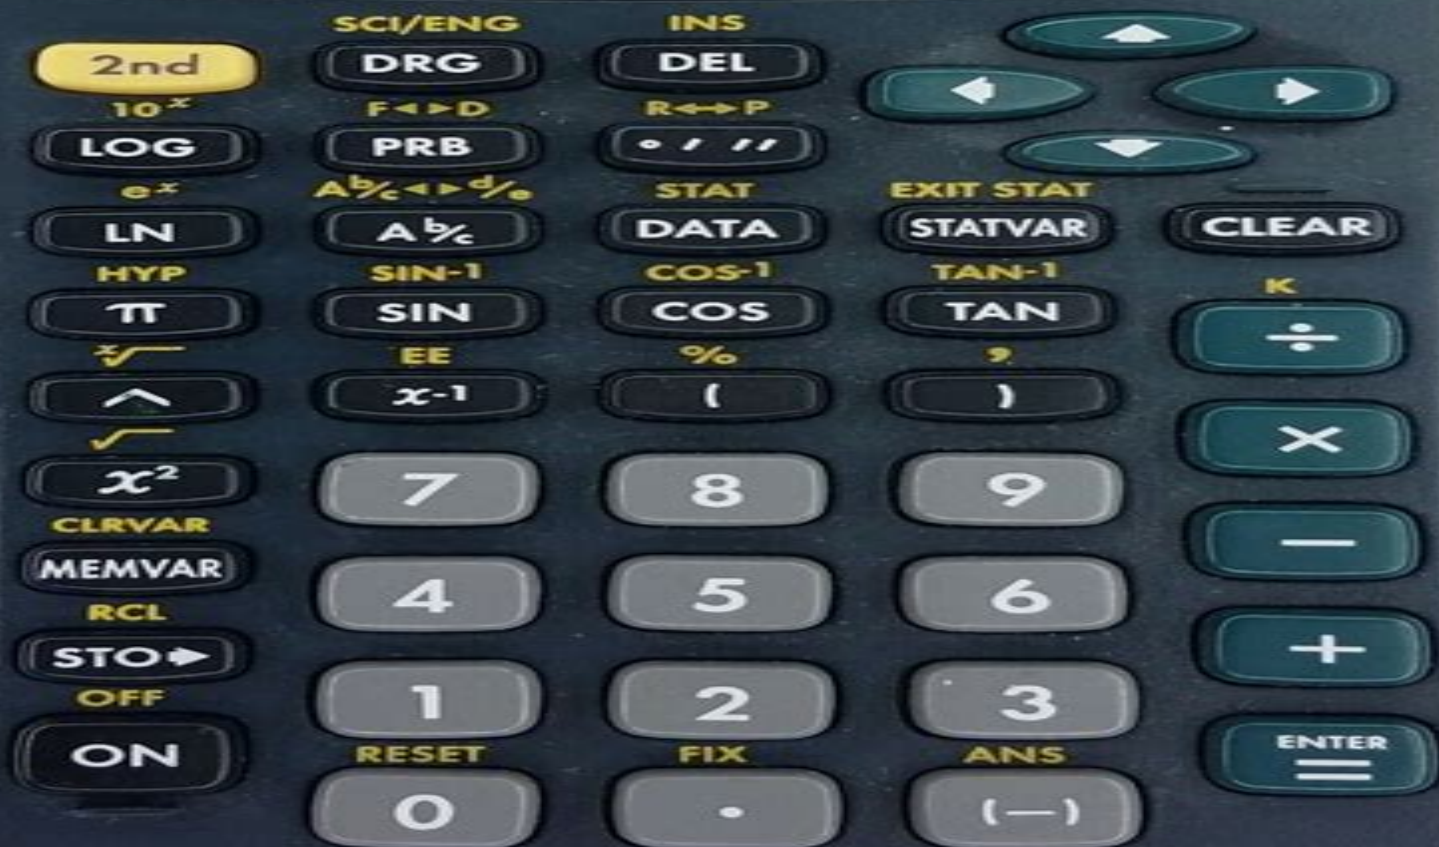 SCI/ENG INS
2nd DRG DEL
10ˣ F◄►D R↔P
LOG PRB ° ′ ″
eˣ Ab/c◄►d/e STAT EXIT STAT
LN A b/c DATA STATVAR CLEAR
HYP SIN-1 COS-1 TAN-1 K
π SIN COS TAN ÷
ˣ√ EE % ,
^ x-1 ( ) ×
√
x² 7 8 9 −
CLRVAR
MEMVAR 4 5 6
RCL
STO► +
OFF 1 2 3
ON RESET FIX ANS ENTER
=
0 . (−)